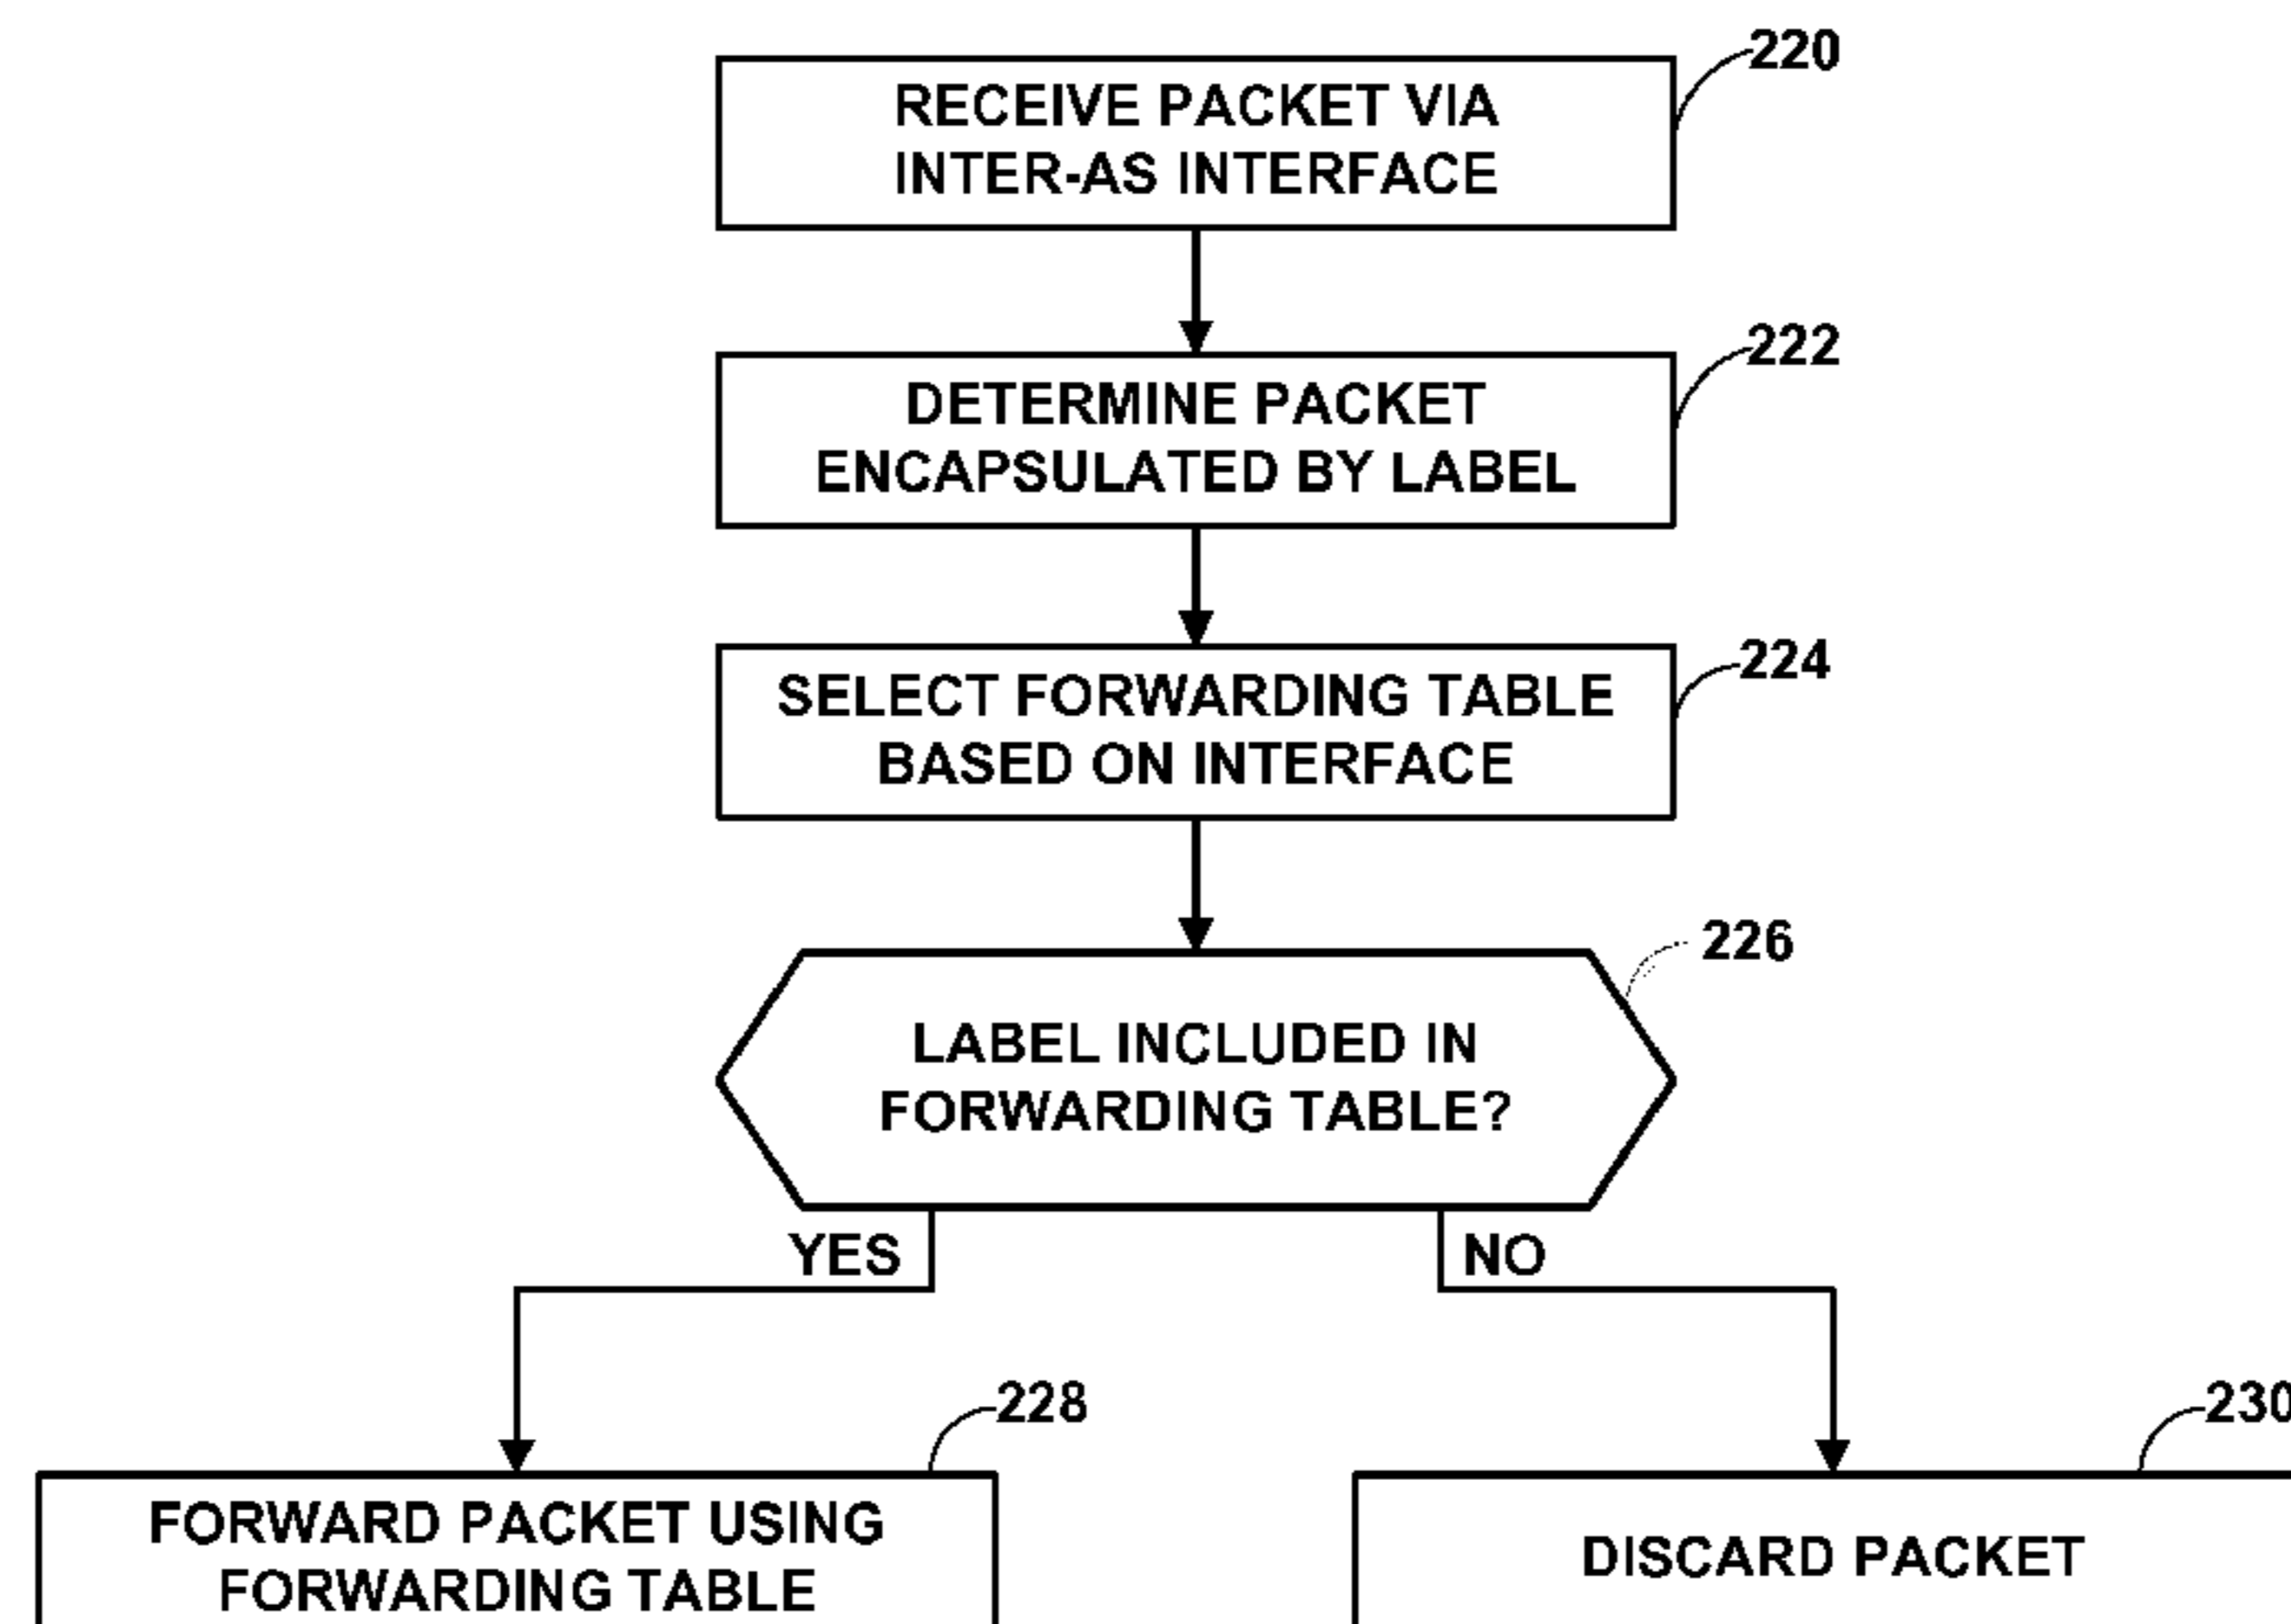 220
RECEIVE PACKET VIA
INTER-AS INTERFACE
222
DETERMINE PACKET
ENCAPSULATED BY LABEL
224
SELECT FORWARDING TABLE
BASED ON INTERFACE
226
LABEL INCLUDED IN
FORWARDING TABLE?
YES
NO
228
230
FORWARD PACKET USING
FORWARDING TABLE
DISCARD PACKET